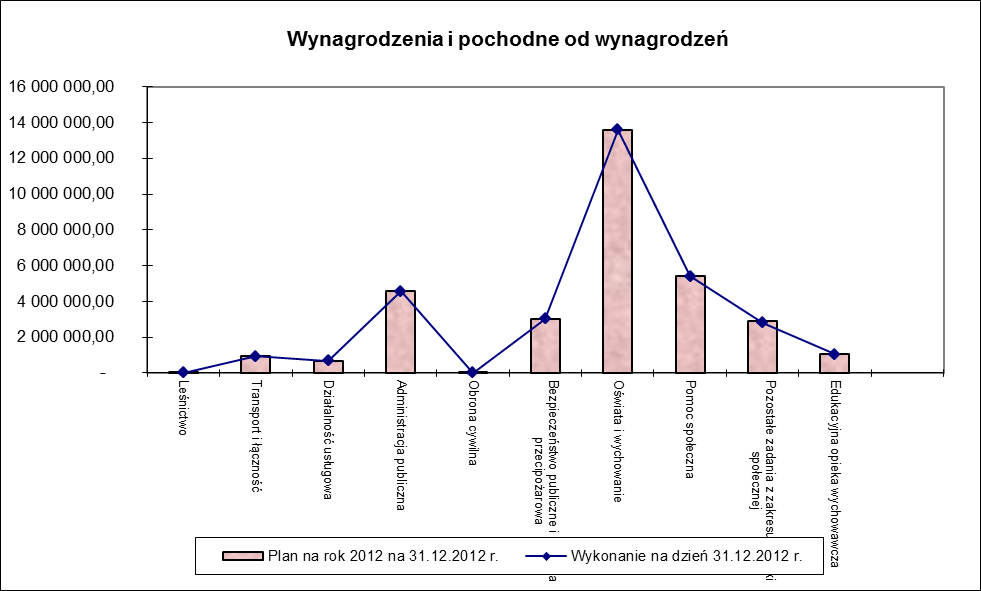 Wynagrodzenia i pochodne od wynagrodzeń
16 000 000,00
14 000 000,00
12 000 000,00
10 000 000,00
8 000 000,00
6 000 000,00
4 000 000,00
2 000 000,00
-
Leśnictwo
Transport i łączność
Działalność usługowa
Administracja publiczna
Obrona cywilna
Bezpieczeństwo publiczne i
przecipożarowa
Oświata i wychowanie
Pomoc społeczna
Pozostałe zadania z zakresu
społecznej
Edukacyjna opieka wychowawcza
Plan na rok 2012 na 31.12.2012 r.
Wykonanie na dzień 31.12.2012 r.